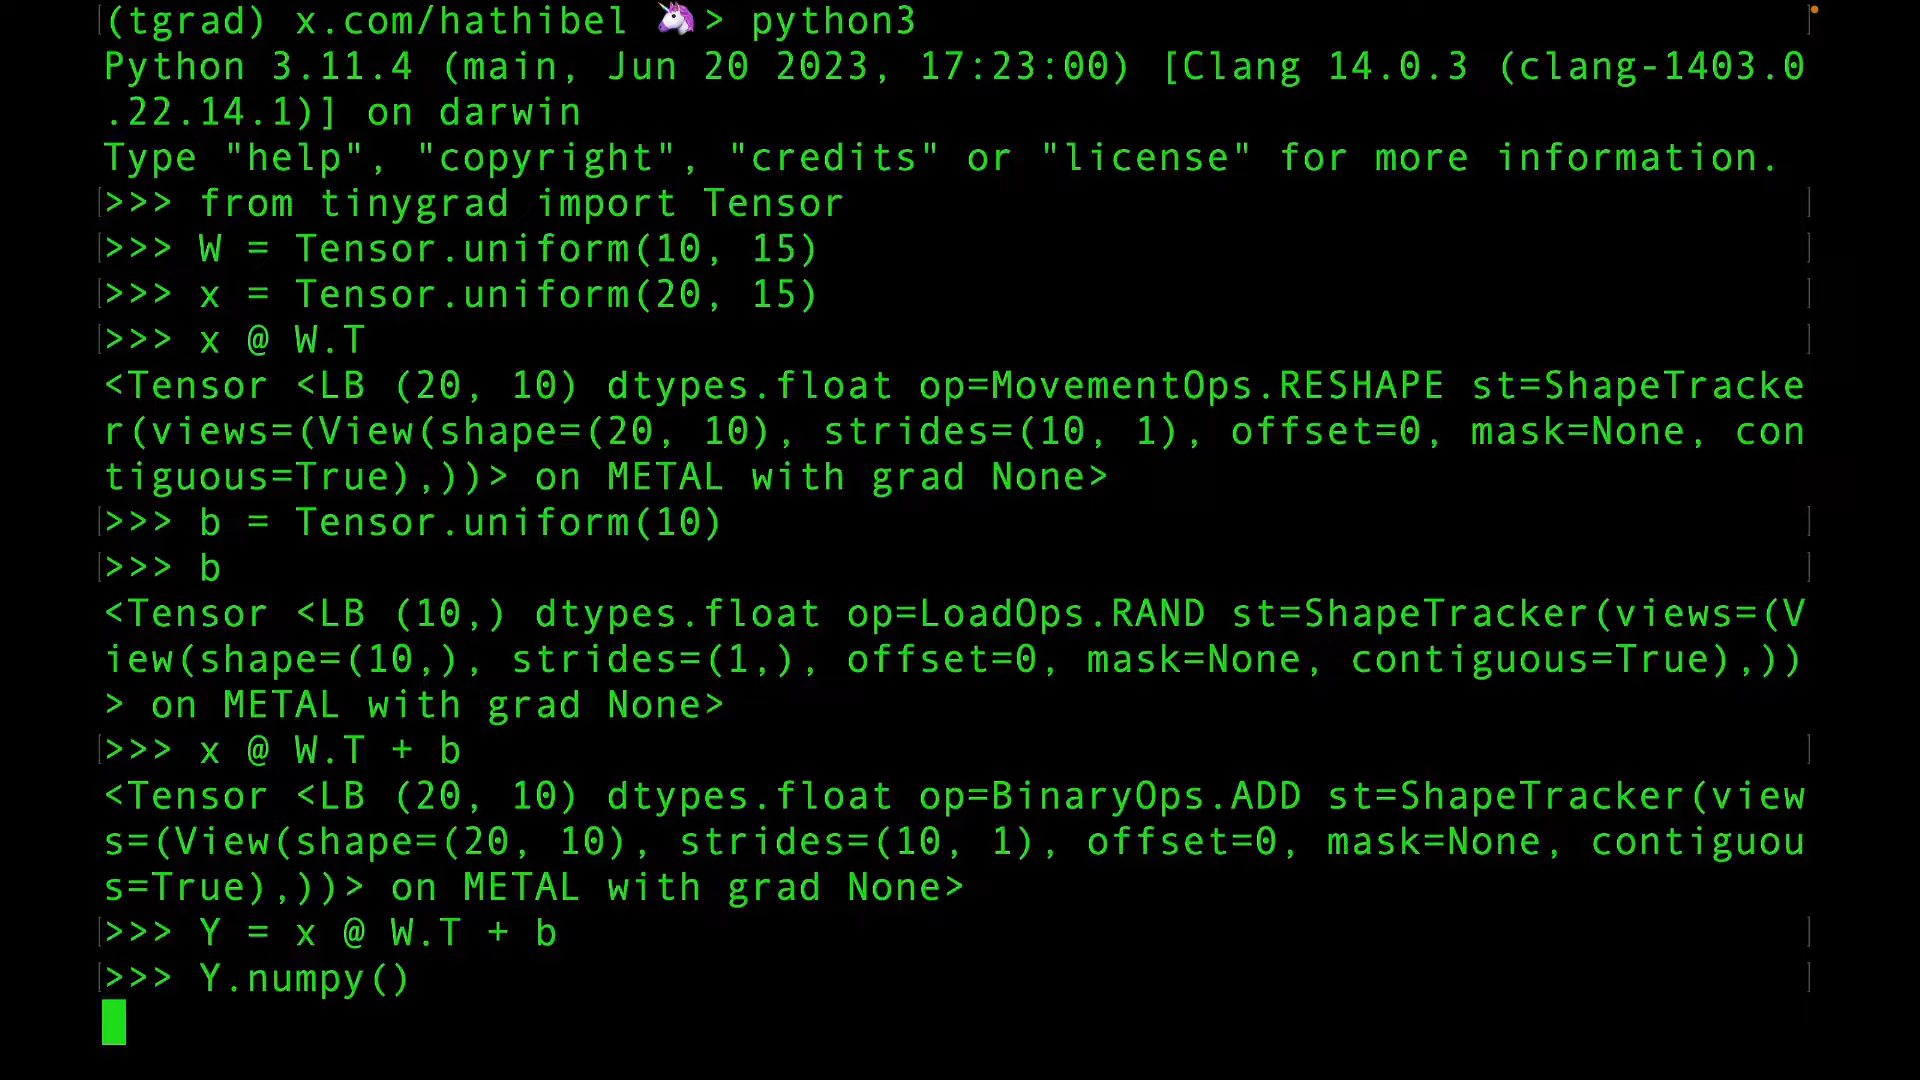 (tgrad) x.com/hathibel 🦄> python3
Python 3.11.4 (main, Jun 20 2023, 17:23:00) [Clang 14.0.3 (clang-1403.0
.22.14.1)] on darwin
Type "help", "copyright", "credits" or "license" for more information.
>>> from tinygrad import Tensor
>>> W = Tensor.uniform(10, 15)
>>> x = Tensor.uniform(20, 15)
>>> x @ W.T
<Tensor <LB (20, 10) dtypes.float op=MovementOps.RESHAPE st=ShapeTracke
r(views=(View(shape=(20, 10), strides=(10, 1), offset=0, mask=None, con
tiguous=True),))> on METAL with grad None>
>>> b = Tensor.uniform(10)
>>> b
<Tensor <LB (10,) dtypes.float op=LoadOps.RAND st=ShapeTracker(views=(V
iew(shape=(10,), strides=(1,), offset=0, mask=None, contiguous=True),))
> on METAL with grad None>
>>> x @ W.T + b
<Tensor <LB (20, 10) dtypes.float op=BinaryOps.ADD st=ShapeTracker(view
s=(View(shape=(20, 10), strides=(10, 1), offset=0, mask=None, contiguou
s=True),))> on METAL with grad None>
>>> Y = x @ W.T + b
>>> Y.numpy()